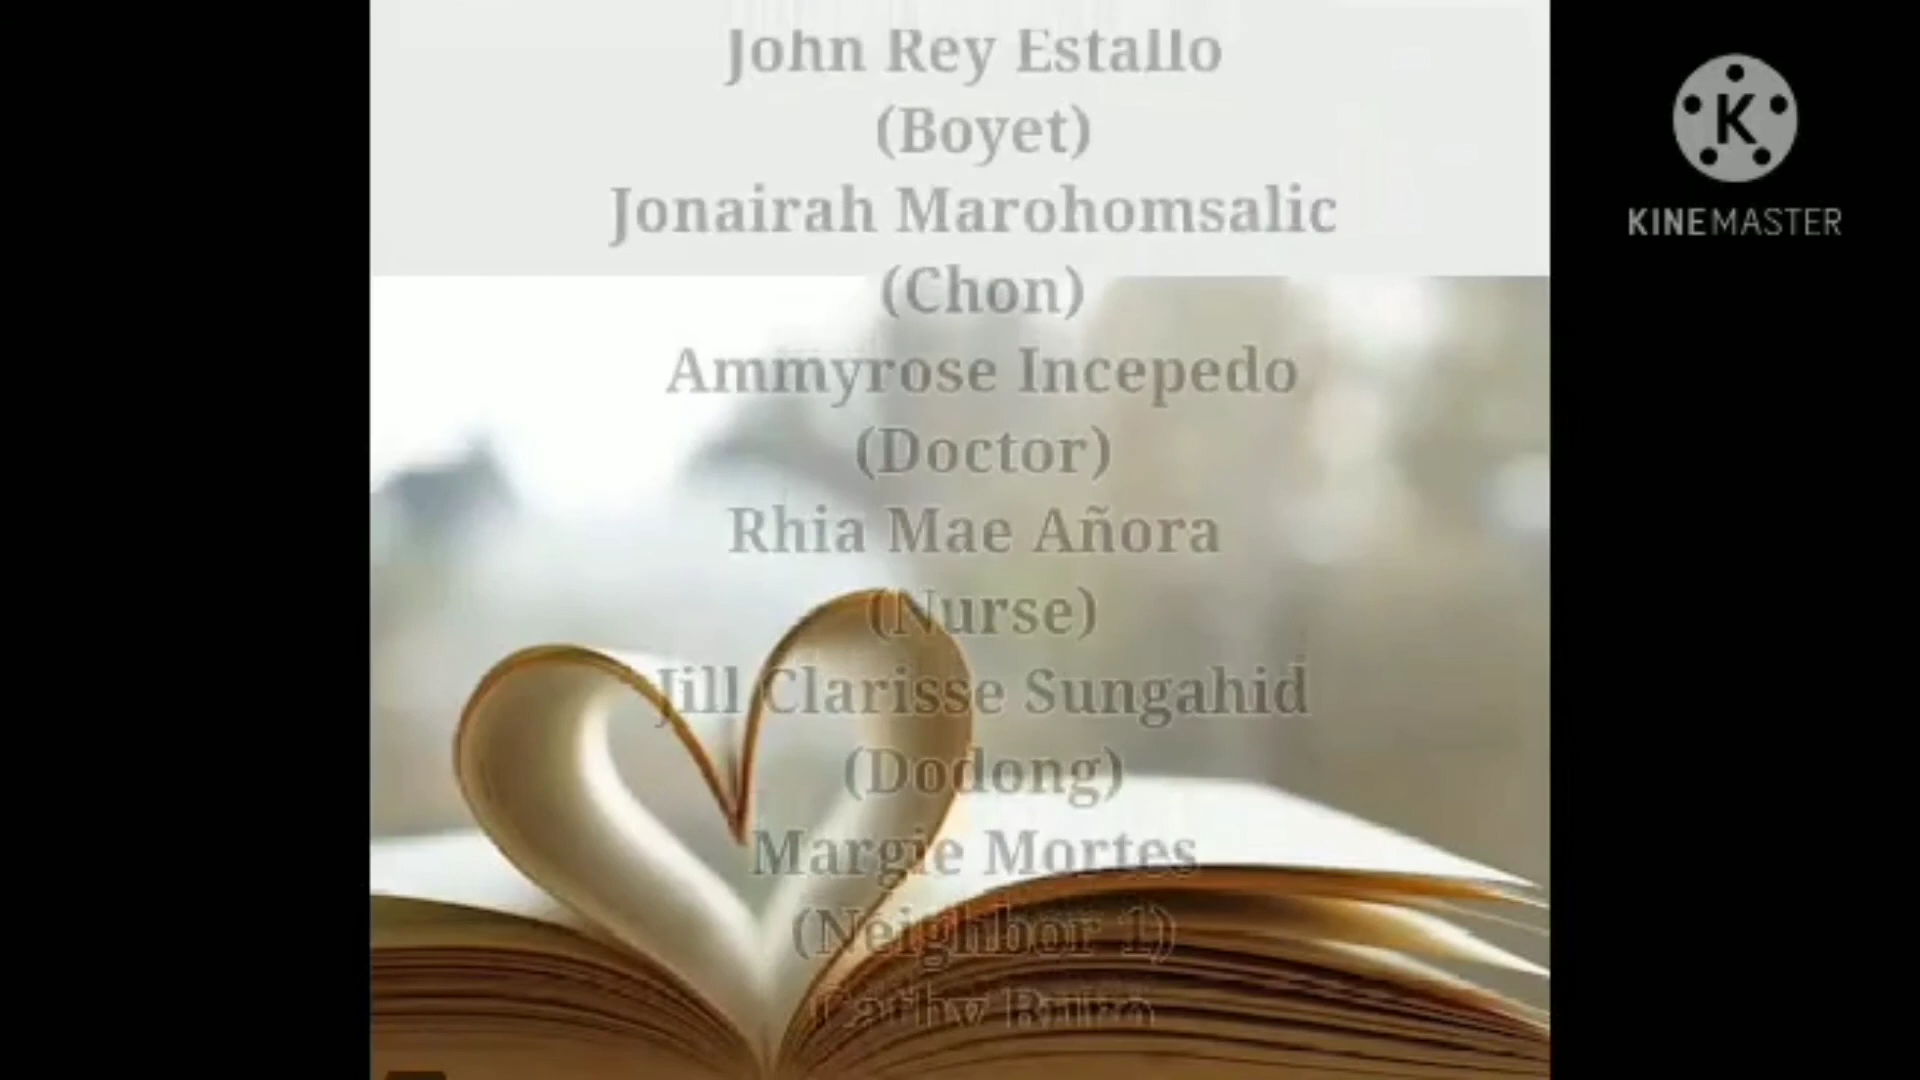 John Rey Estallo
(Boyet)
Jonairah Marohomsalic
(Chon)
Ammyrose Incepedo
(Doctor)
Rhia Mae Añora
(Nurse)
Jill Clarisse Sungahid
(Dodong)
Margie Mortes
(Neighbor 1)
Cathy
K
KINEMASTER